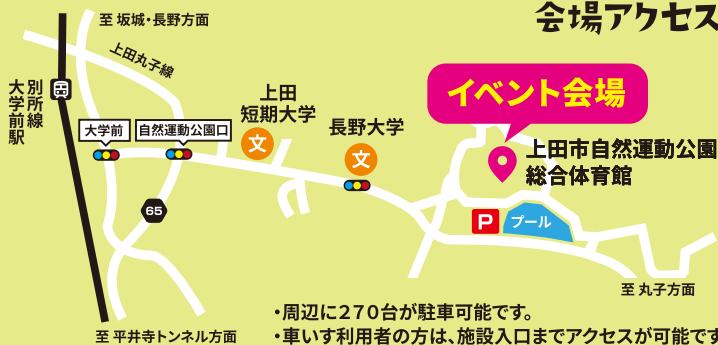 会場アクセス
至 坂城・長野方面
上田丸子線
別所線
大学前駅
大学前
自然運動公園口
上田
短期大学
文
長野大学
文
イベント会場
上田市自然運動公園
総合体育館
65
P
プール
至 丸子方面
至 平井寺トンネル方面
・周辺に２７０台が駐車可能です。
・車いす利用者の方は、施設入口までアクセスが可能です